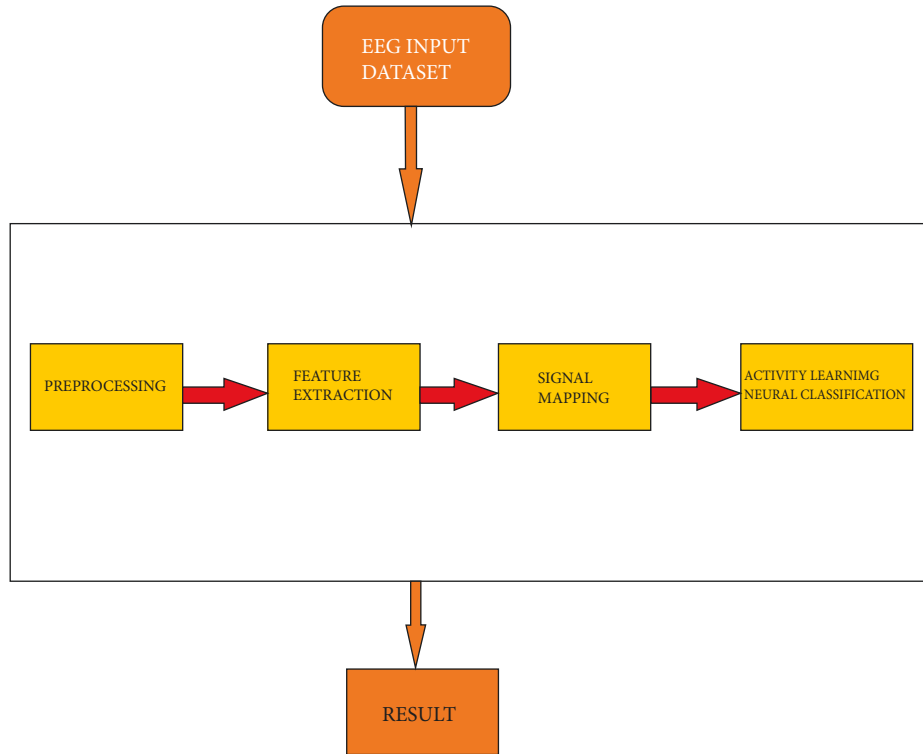 EEG INPUT
DATASET
PREPROCESSING
FEATURE
EXTRACTION
SIGNAL
MAPPING
ACTIVITY LEARNIMG
NEURAL CLASSIFICATION
RESULT